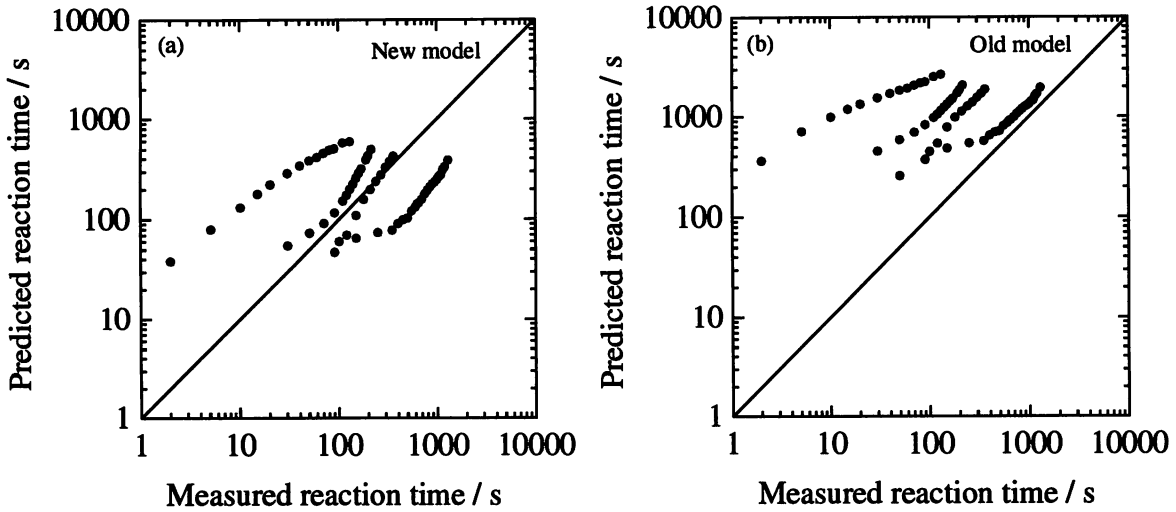 (a)
New model
10000
1000
100
10
1
1 10 100 1000 10000
Predicted reaction time / s
Measured reaction time / s
(b)
Old model
10000
1000
100
10
1
1 10 100 1000 10000
Predicted reaction time / s
Measured reaction time / s